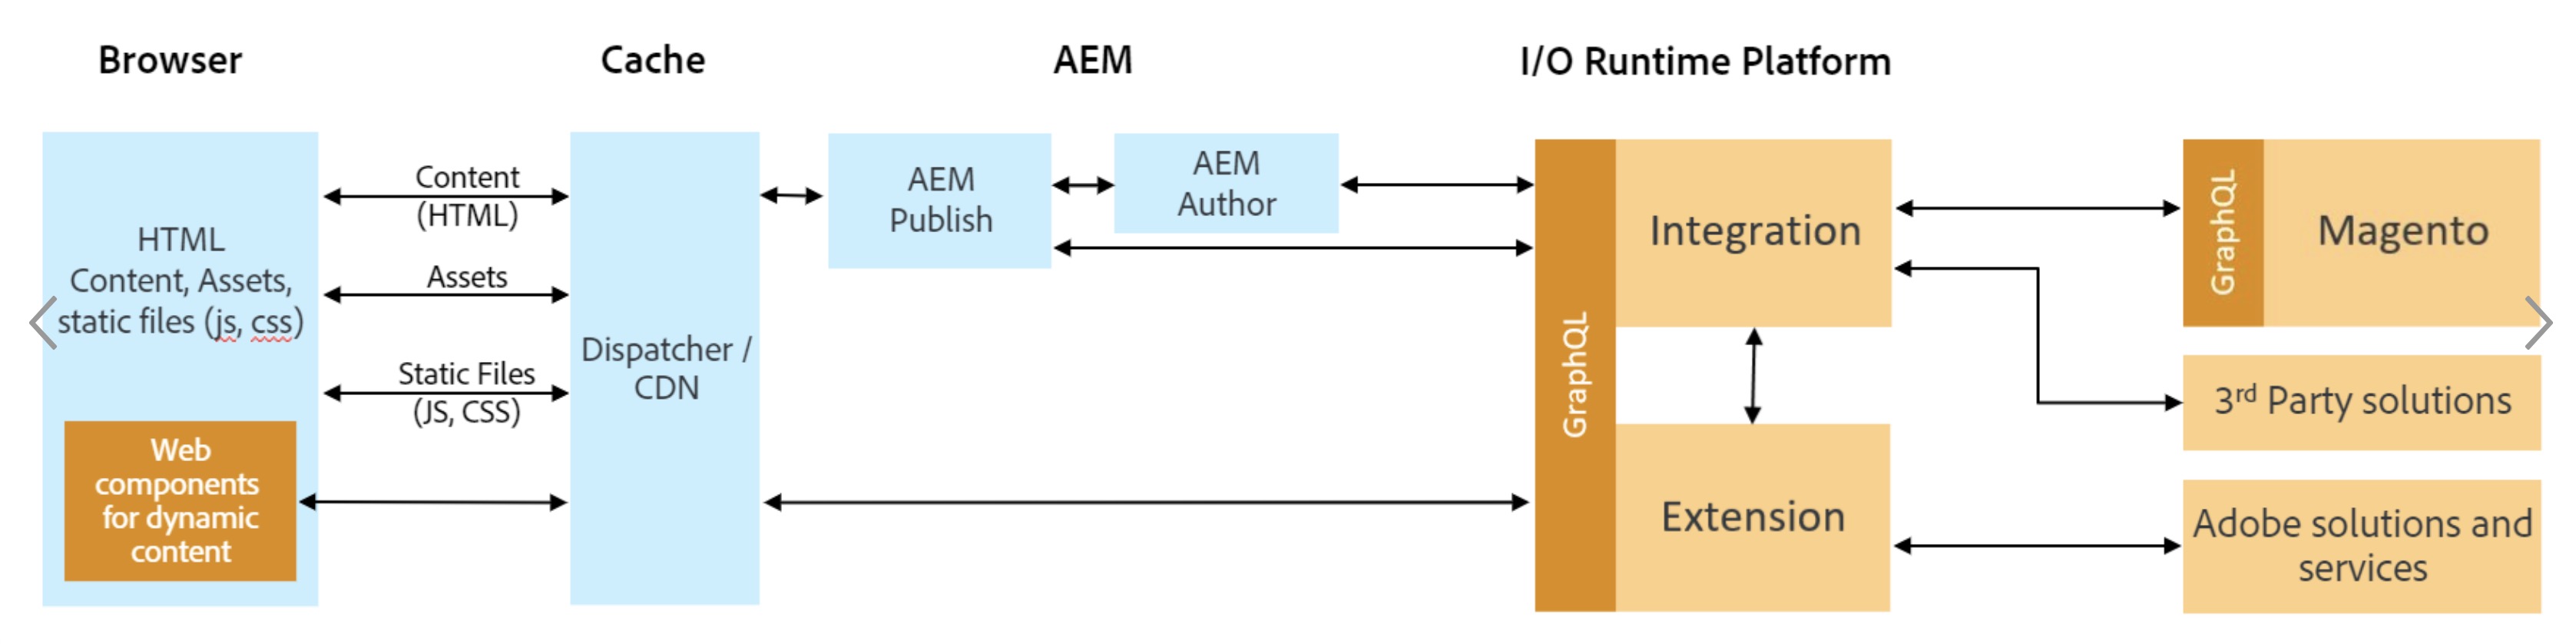 Browser
Cache
AEM
I/O Runtime Platform
HTML
Content, Assets,
static files (js, css)
Web
components
for dynamic
content
Content
(HTML)
Assets
Static Files
(JS, CSS)
Dispatcher /
CDN
AEM
Publish
AEM
Author
GraphQL
Integration
Extension
GraphQL
Magento
3rd Party solutions
Adobe solutions and
services